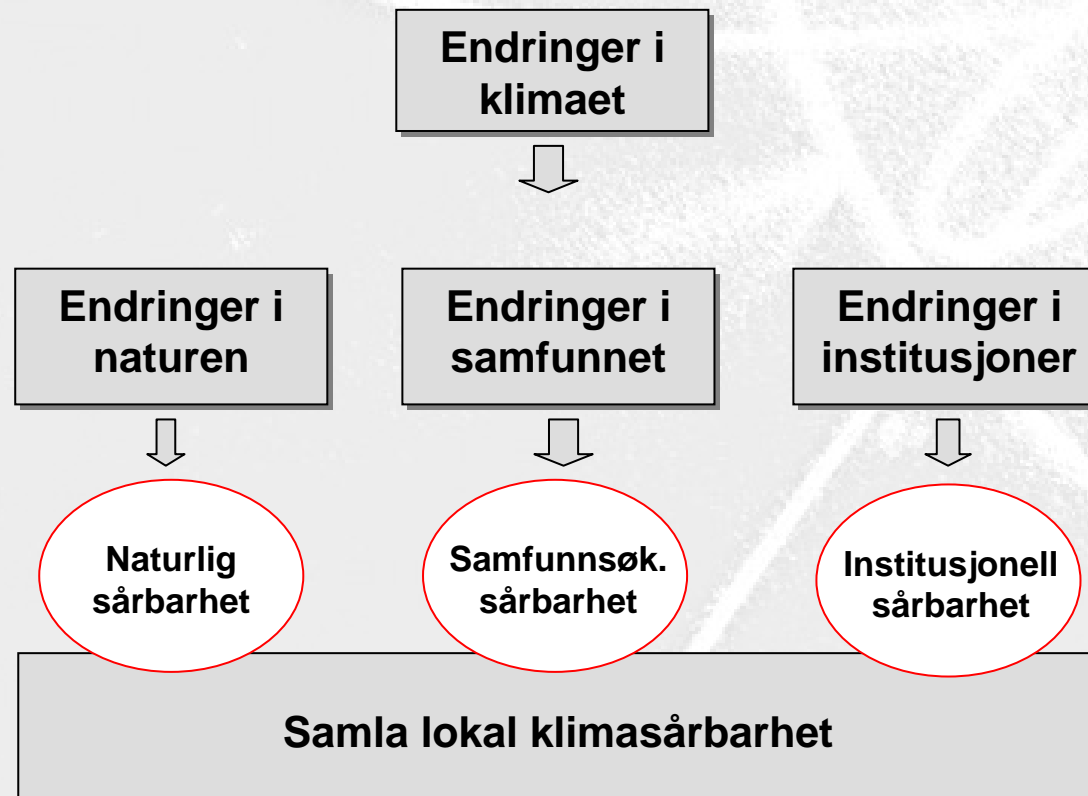 Endringer i
klimaet
Endringer i
naturen
Endringer i
samfunnet
Endringer i
institusjoner
Naturlig
sårbarhet
Samfunnsøk.
sårbarhet
Institusjonell
sårbarhet
Samla lokal klimasårbarhet